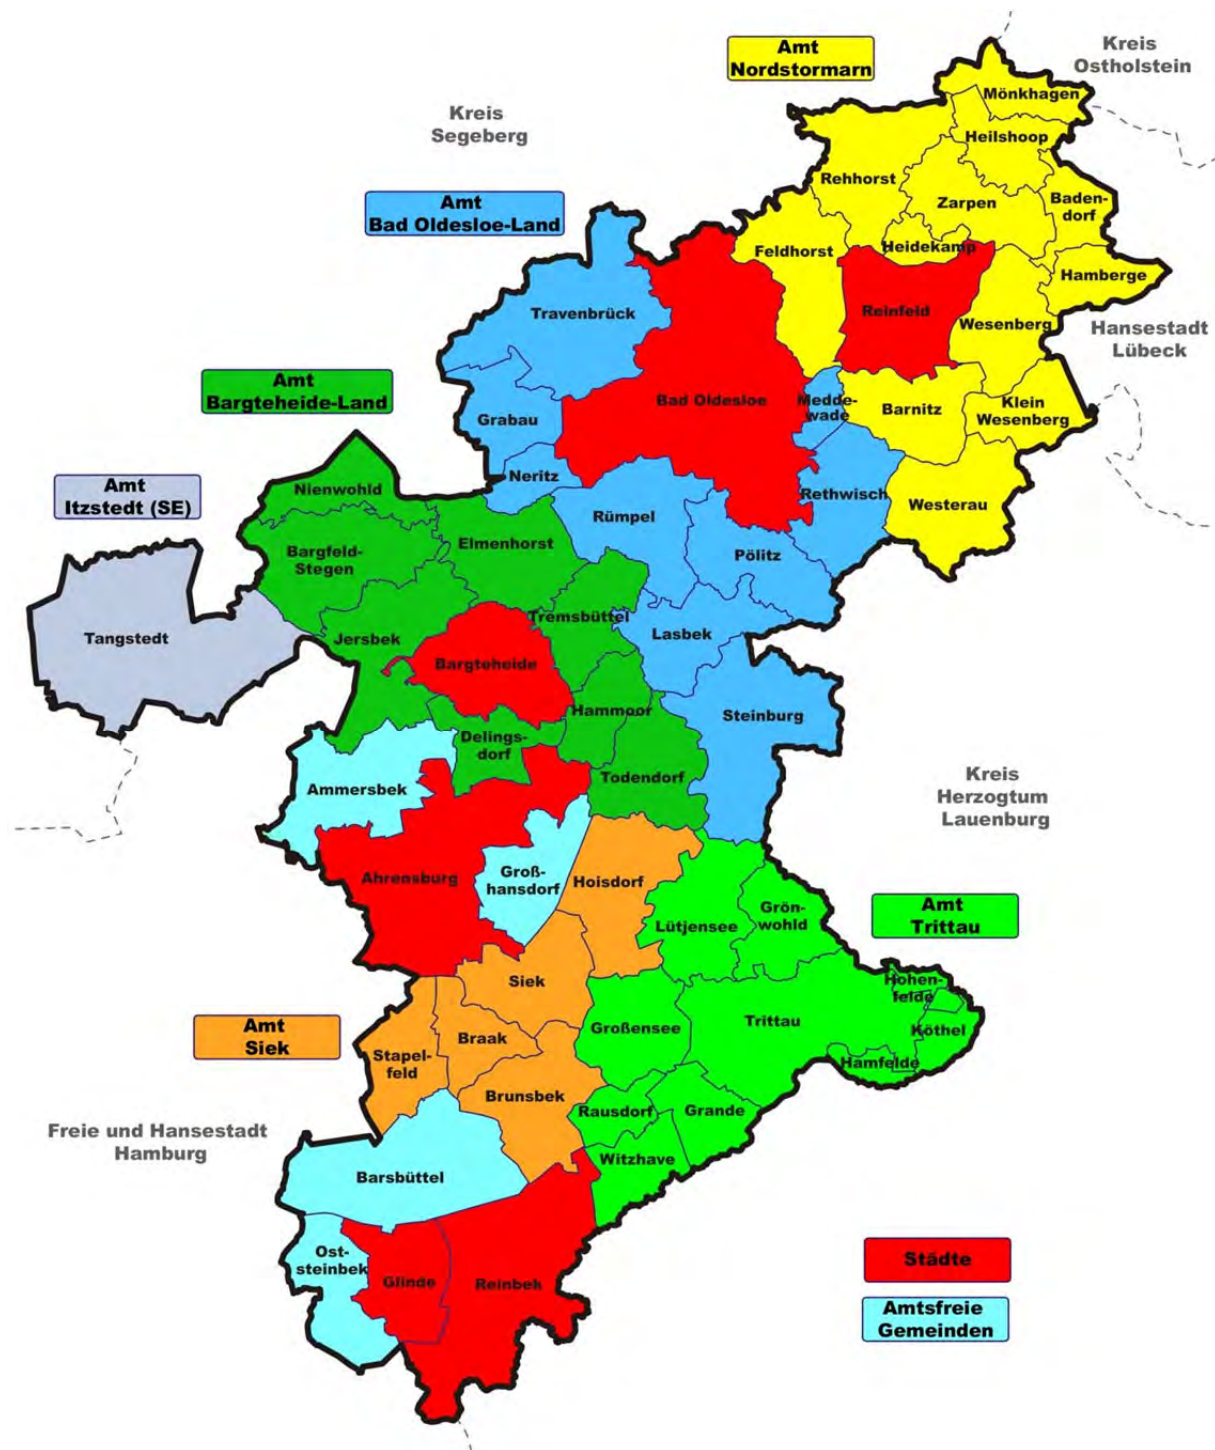 Amt
Nordstormarn
Kreis
Ostholstein
Mönkhagen
Kreis
Segeberg
Heilshoop
Rehhorst
Amt
Bad Oldesloe-Land
Zarpen
Baden-
dorf
Feldhorst
Heidekamp
Hamberge
Travenbrück
Reinfeld
Wesenberg
Hansestadt
Lübeck
Amt
Bargteheide-Land
Bad Oldesloe
Medde-
wade
Barnitz
Klein
Wesenberg
Grabau
Neritz
Amt
Itzstedt (SE)
Nienwohld
Rethwisch
Westerau
Rümpel
Elmenhorst
Bargfeld-
Stegen
Pölitz
Tremsbüttel
Tangstedt
Jersbek
Lasbek
Bargteheide
Hammoor
Steinburg
Delings-
dorf
Ammersbek
Todendorf
Kreis
Herzogtum
Lauenburg
Ahrensburg
Groß-
hansdorf
Hoisdorf
Grön-
wohld
Amt
Trittau
Lütjensee
Siek
Hohen-
felde
Amt
Siek
Braak
Großensee
Trittau
Köthel
Stapel-
feld
Hamfelde
Brunsbek
Rausdorf
Grande
Freie und Hansestadt
Hamburg
Witzhave
Barsbüttel
Ost-
steinbek
Glinde
Reinbek
Städte
Amtsfreie
Gemeinden